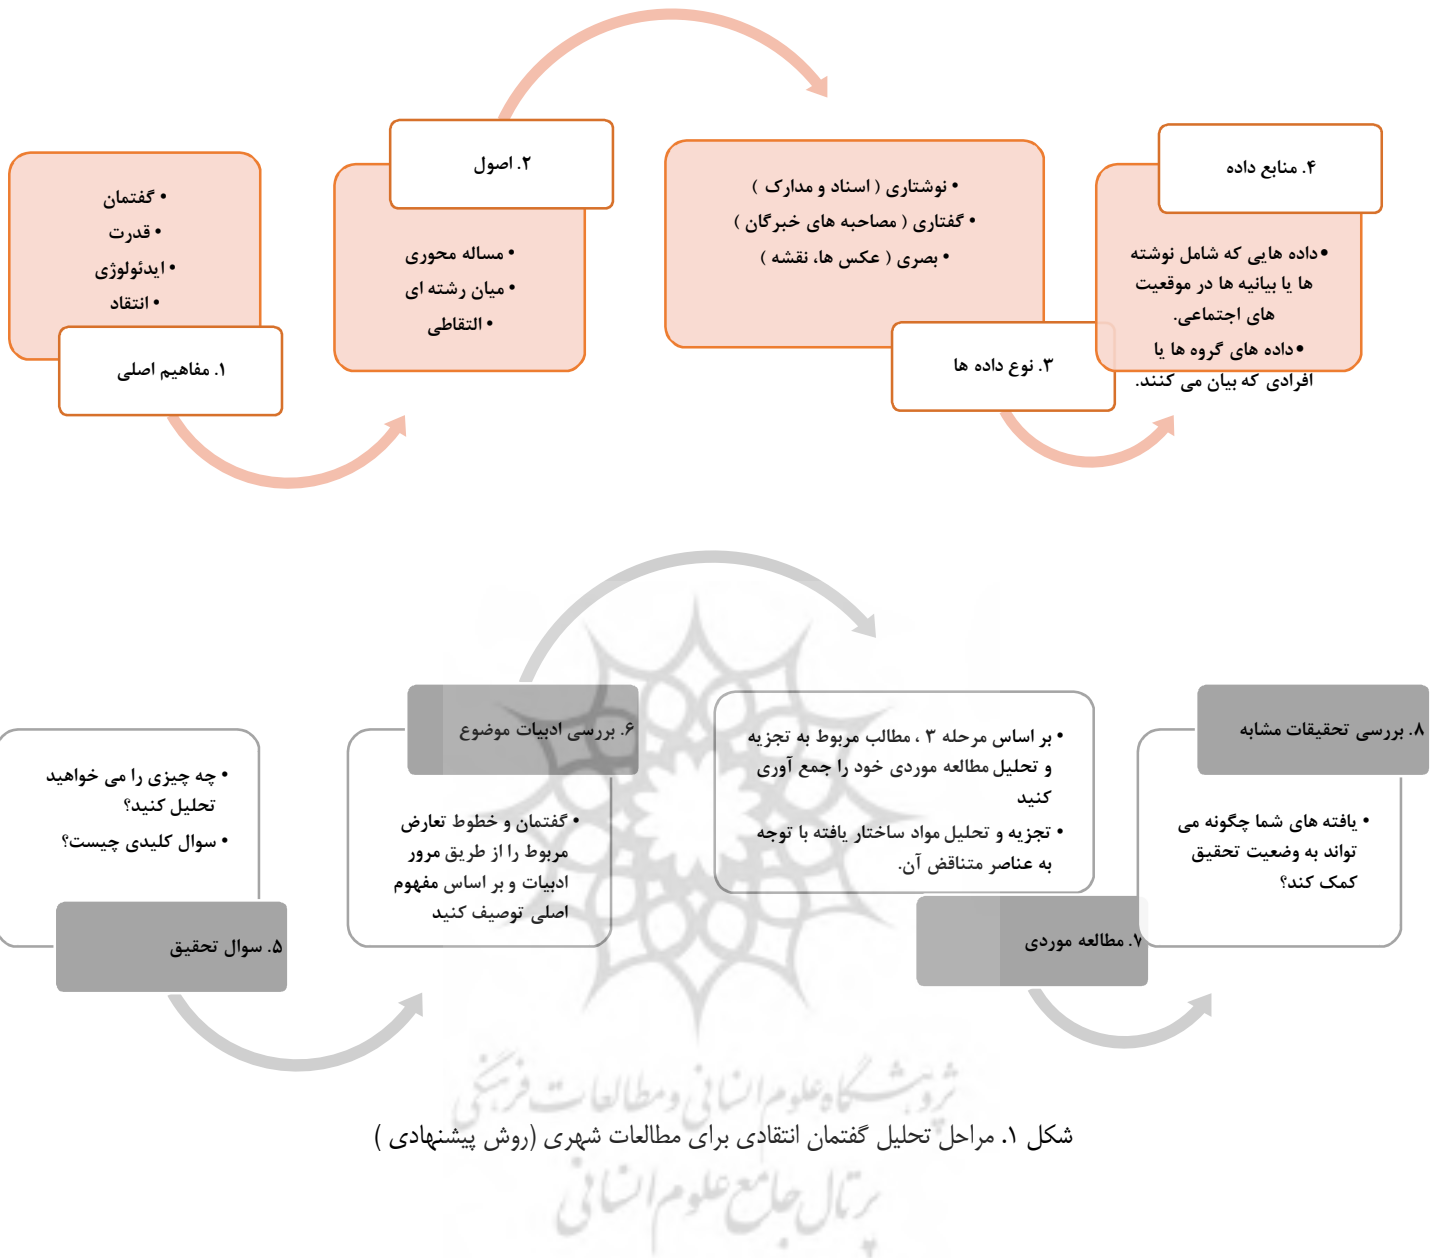 • گفتمان
• قدرت
• ایدئولوژی
• انتقاد
۱. مفاهیم اصلی
۲. اصول
• مساله محوری
• میان رشته ای
• التقاطی
• نوشتاری ( اسناد و مدارک )
• گفتاری ( مصاحبه های خبرگان )
• بصری ( عکس ها، نقشه )
۳. نوع داده ها
۴. منابع داده
• داده هایی که شامل نوشته
ها یا بیانیه ها در موقعیت
های اجتماعی.
• داده های گروه ها یا
افرادی که بیان می کنند.
• چه چیزی را می خواهید
تحلیل کنید؟
• سوال کلیدی چیست؟
۵. سوال تحقیق
۶. بررسی ادبیات موضوع
• گفتمان و خطوط تعارض
مربوط را از طریق مرور
ادبیات و بر اساس مفهوم
اصلی توصیف کنید
• بر اساس مرحله ۳ ، مطالب مربوط به تجزیه
و تحلیل مطالعه موردی خود را جمع آوری
کنید
• تجزیه و تحلیل مواد ساختار یافته با توجه
به عناصر متناقض آن.
۷. مطالعه موردی
۸. بررسی تحقیقات مشابه
• یافته های شما چگونه می
تواند به وضعیت تحقیق
کمک کند؟
پژوهشگاه علوم انسانی و مطالعات فرهنگی
شکل ۱. مراحل تحلیل گفتمان انتقادی برای مطالعات شهری (روش پیشنهادی )
پرتال جامع علوم انسانی